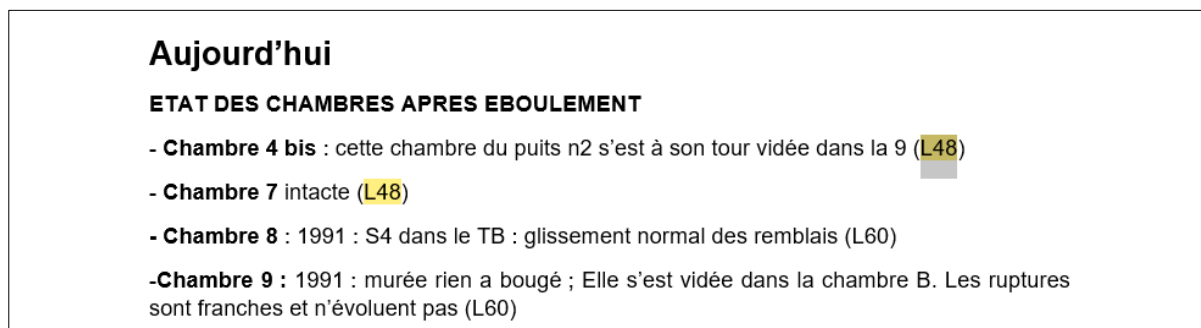 Aujourd’hui
ETAT DES CHAMBRES APRES EBOULEMENT
- Chambre 4 bis : cette chambre du puits n2 s’est à son tour vidée dans la 9 (L48)
- Chambre 7 intacte (L48)
- Chambre 8 : 1991 : S4 dans le TB : glissement normal des remblais (L60)
-Chambre 9 : 1991 : murée rien a bougé ; Elle s’est vidée dans la chambre B. Les ruptures
sont franches et n’évoluent pas (L60)